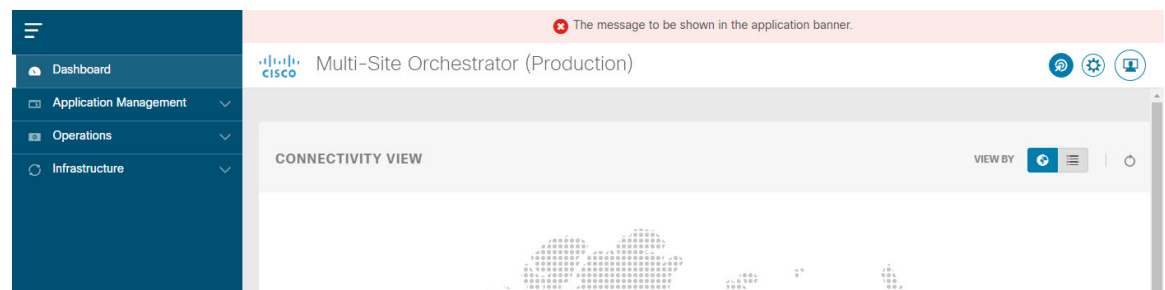 The message to be shown in the application banner.
Dashboard
Application Management
Operations
Infrastructure
CISCO
Multi-Site Orchestrator (Production)
CONNECTIVITY VIEW
VIEW BY